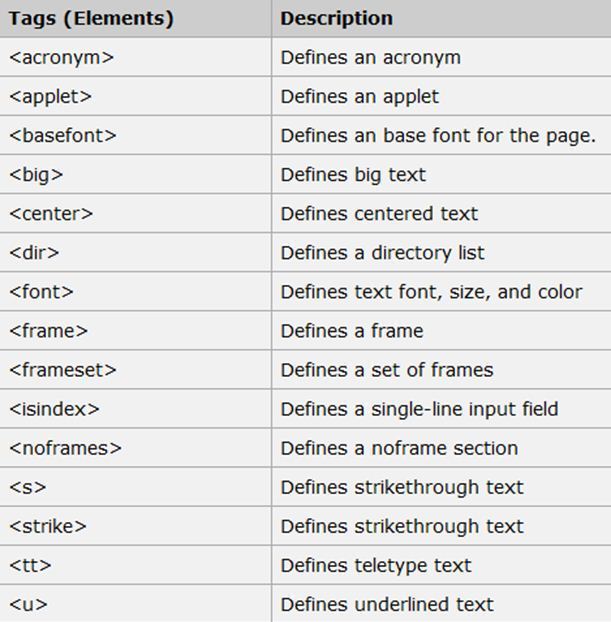 Tags (Elements) Description
<acronym> Defines an acronym
<applet> Defines an applet
<basefont> Defines an base font for the page.
<big> Defines big text
<center> Defines centered text
<dir> Defines a directory list
<font> Defines text font, size, and color
<frame> Defines a frame
<frameset> Defines a set of frames
<isindex> Defines a single-line input field
<noframes> Defines a noframe section
<s> Defines strikethrough text
<strike> Defines strikethrough text
<tt> Defines teletype text
<u> Defines underlined text